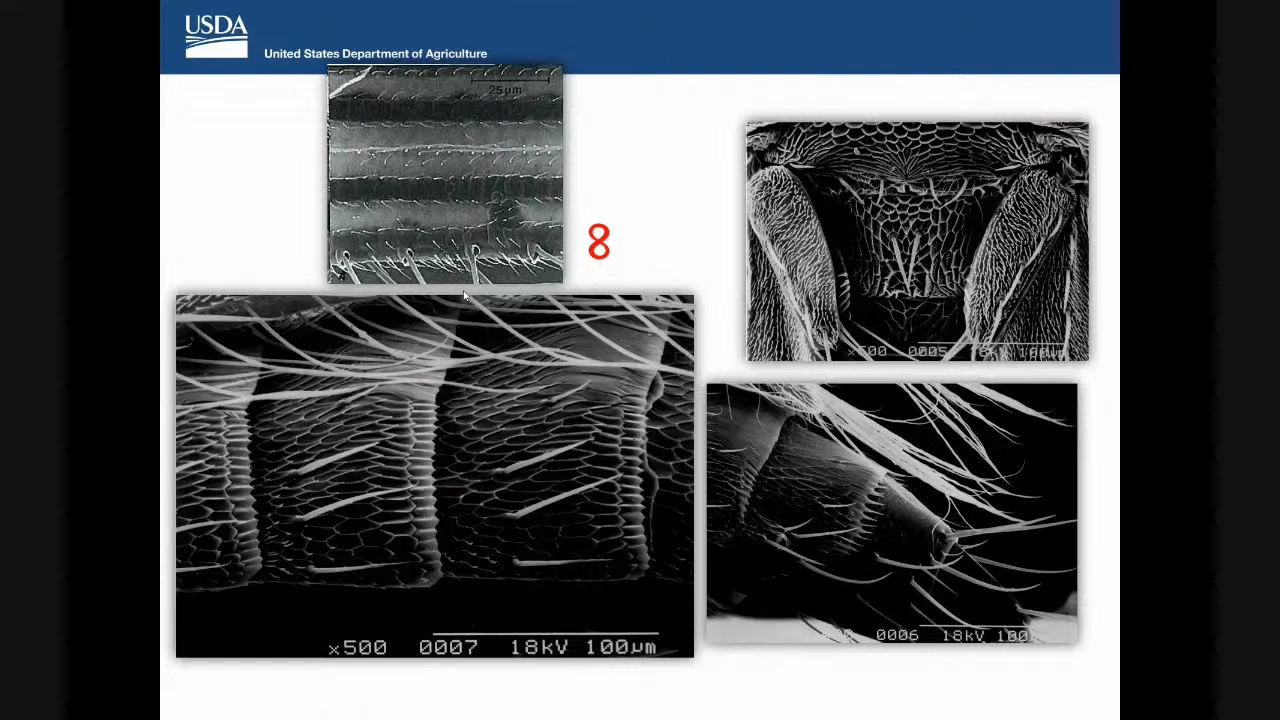 USDA
United States Department of Agriculture
25μm
8
x500 0007 18kV 100μm
0006 18kV 100